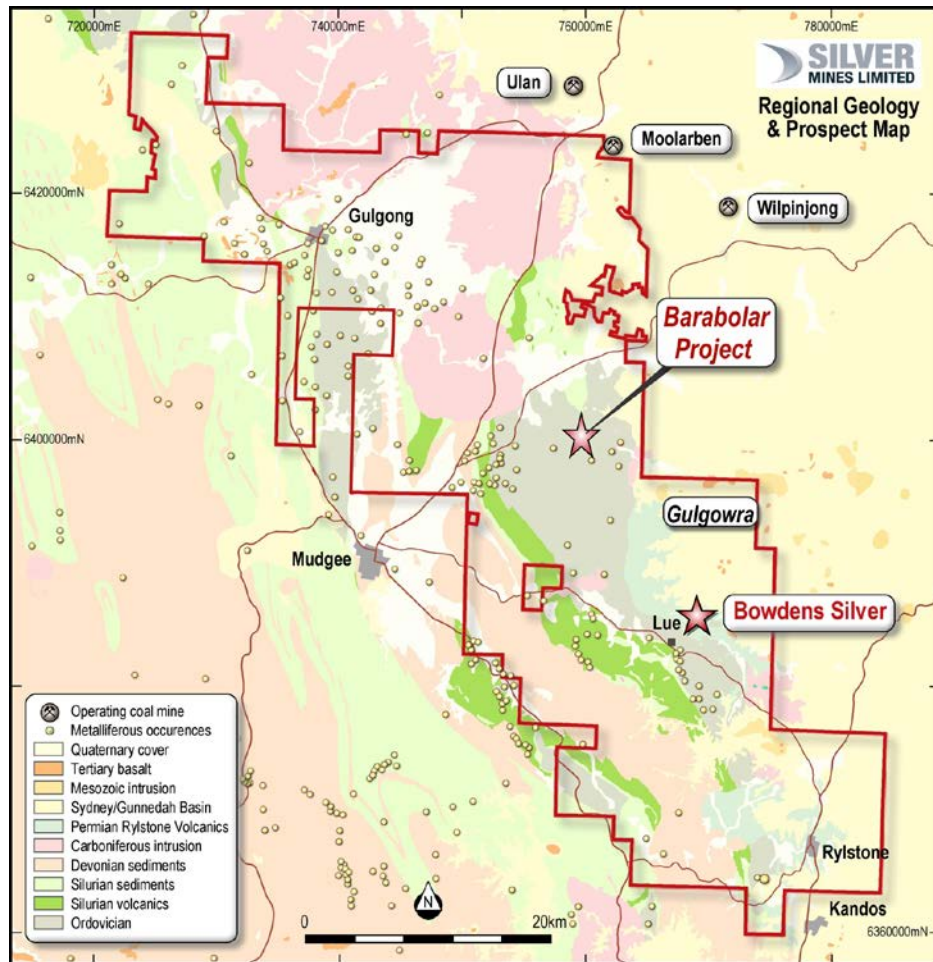 720000mE
740000mE
760000mE
780000mE
SILVER
MINES LIMITED
Regional Geology
& Prospect Map
Ulan
Moolarben
6420000mN
Wilpinjong
Gulgong
Barabolar
Project
6400000mN
Gulgowra
Mudgee
Lue
Bowdens Silver
Operating coal mine
Metalliferous occurences
Quaternary cover
Tertiary basalt
Mesozoic intrusion
Sydney/Gunnedah Basin
Permian Rylstone Volcanics
Carboniferous intrusion
Devonian sediments
Silurian sediments
Silurian volcanics
Ordovician
N
0
20km
Rylstone
Kandos
6360000mN